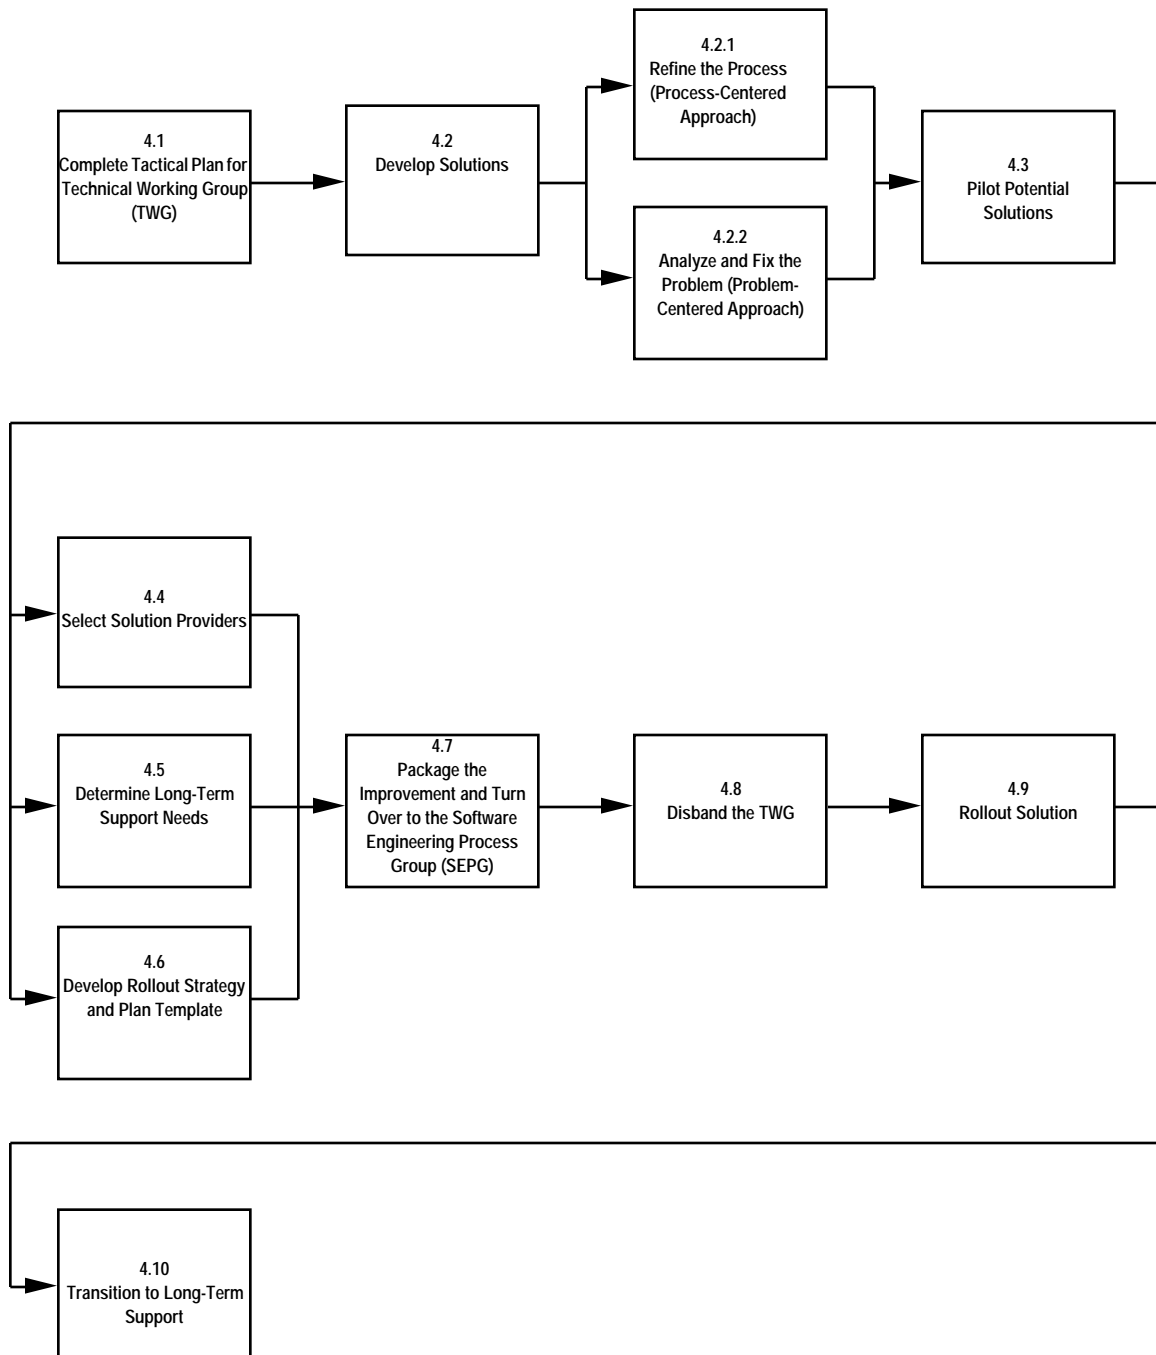 4.1
Complete Tactical Plan for
Technical Working Group
(TWG)
4.2
Develop Solutions
4.2.1
Refine the Process
(Process-Centered
Approach)
4.2.2
Analyze and Fix the
Problem (Problem-
Centered Approach)
4.3
Pilot Potential
Solutions
4.4
Select Solution Providers
4.5
Determine Long-Term
Support Needs
4.6
Develop Rollout Strategy
and Plan Template
4.7
Package the
Improvement and Turn
Over to the Software
Engineering Process
Group (SEPG)
4.8
Disband the TWG
4.9
Rollout Solution
4.10
Transition to Long-Term
Support